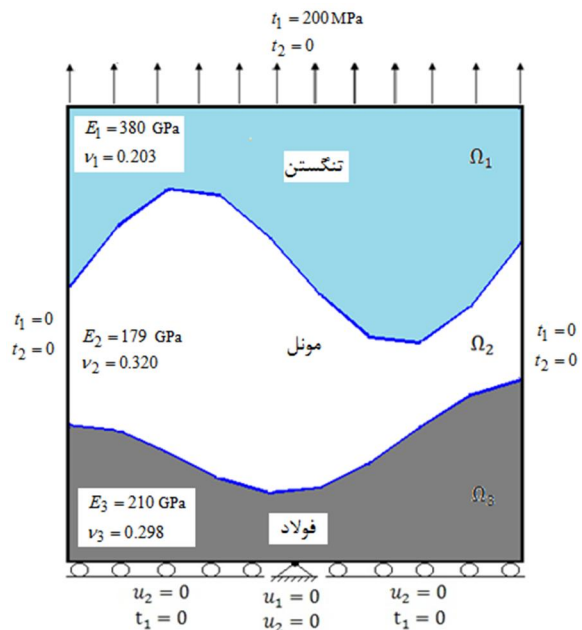 t₁ = 200 MPa
t₂ = 0
E₁ = 380 GPa
ν₁ = 0.203
تنگستن
Ω₁
t₁ = 0
t₂ = 0
E₂ = 179 GPa
ν₂ = 0.320
مونل
Ω₂
t₁ = 0
t₂ = 0
E₃ = 210 GPa
ν₃ = 0.298
فولاد
Ω₃
u₂ = 0
t₁ = 0
u₁ = 0
u₂ = 0
u₂ = 0
t₁ = 0